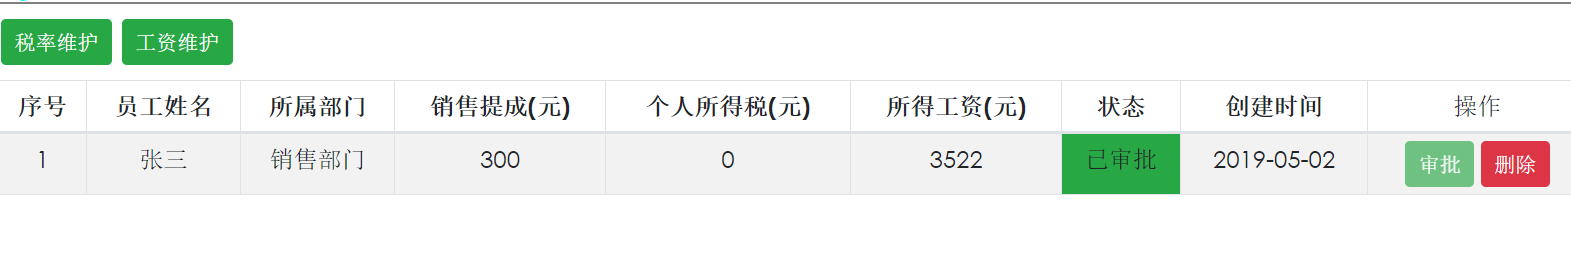 税率维护 工资维护
序号 员工姓名 所属部门 销售提成(元) 个人所得税(元) 所得工资(元) 状态 创建时间 操作
1 张三 销售部门 300 0 3522 已审批 2019-05-02 审批 删除